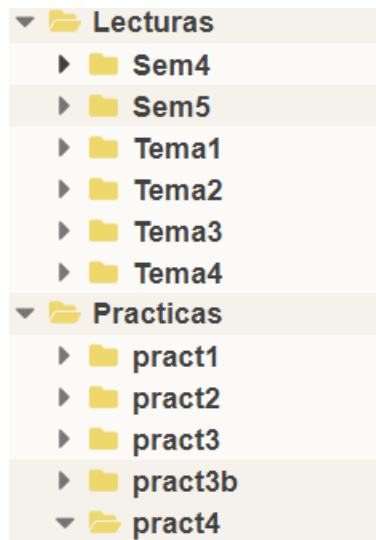 Lecturas
Sem4
Sem5
Tema1
Tema2
Tema3
Tema4
Practicas
pract1
pract2
pract3
pract3b
pract4